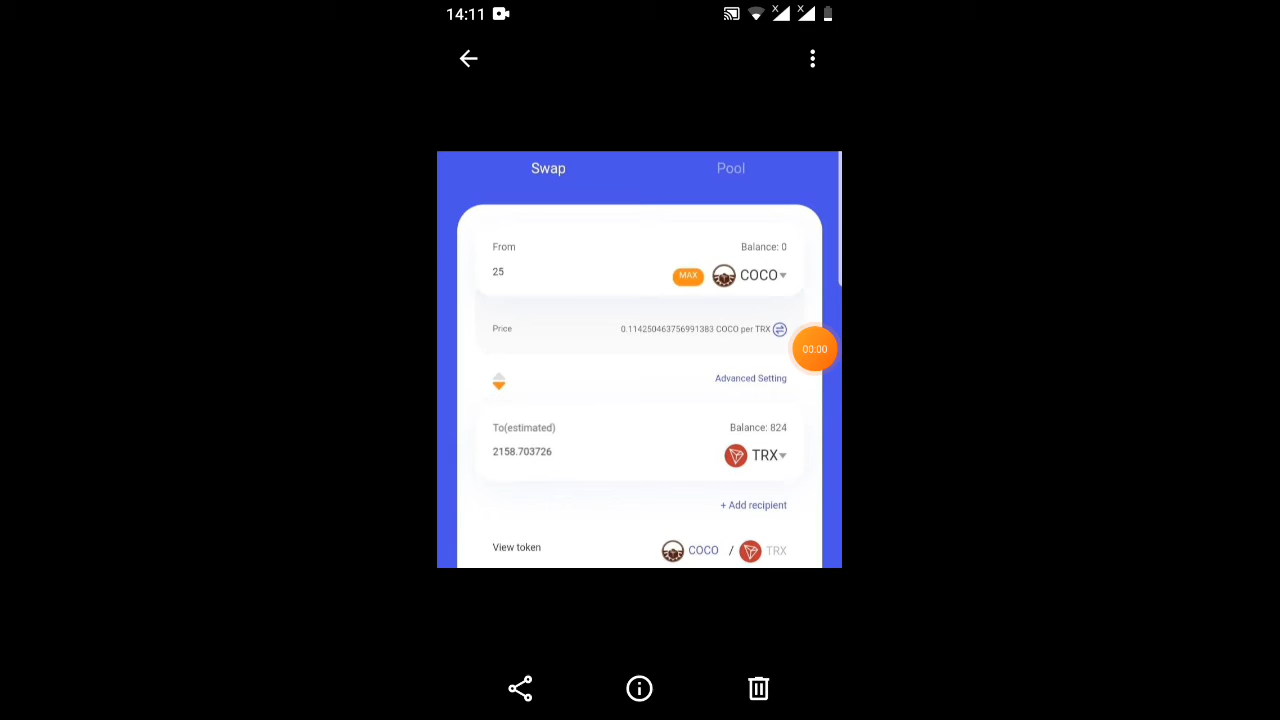 14:11
Swap Pool
From Balance: 0
25 MAX COCO
Price 0.114250463756991383 COCO per TRX
00:00
Advanced Setting
To(estimated) Balance: 824
2158.703726 TRX
+ Add recipient
View token COCO / TRX